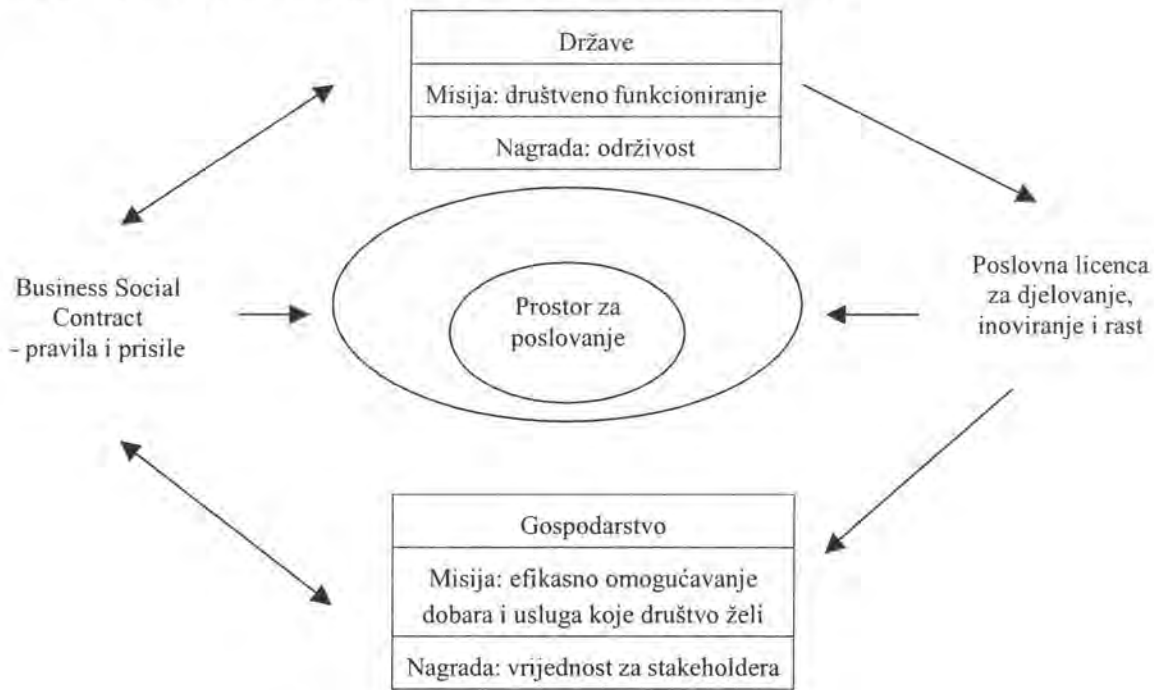 Države
Misija: društveno funkcioniranje
Nagrada: održivost
Business Social
Contract
- pravila i prisile
Prostor za
poslovanje
Poslovna licenca
za djelovanje,
inoviranje i rast
Gospodarstvo
Misija: efikasno omogućavanje
dobara i usluga koje društvo želi
Nagrada: vrijednost za stakeholdera